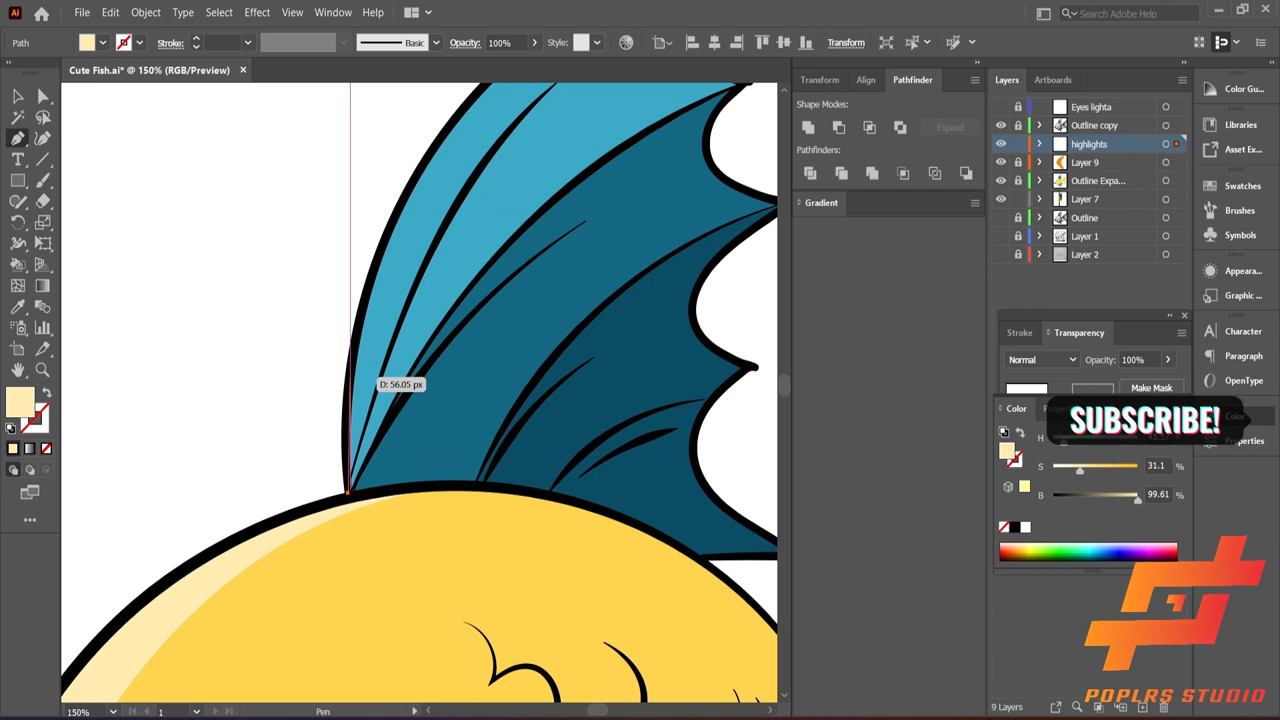 Ai File Edit Object Type Select Effect View Window Help Search Adobe Help
Path Stroke: Basic Opacity: 100% Style: Transform
Cute Fish.ai* @ 150% (RGB/Preview) ×
Transform Align Pathfinder
Shape Modes:
Expand
Pathfinders:
Gradient
Layers Artboards
Eyes lighta
Outline copy
highlights
Layer 9
Outline Expa...
Layer 7
Outline
Layer 1
Layer 2
Stroke Transparency
Normal Opacity: 100%
Make Mask
Color
H
S 31.1 %
B 99.61 %
Color Gu...
Libraries
Asset Ex...
Swatches
Brushes
Symbols
Appeara...
Graphic ...
Character
Paragraph
OpenType
Color
Properties
SUBSCRIBE!
D: 56.05 px
POPLRS STUDIO
150% 1 Pen
9 Layers